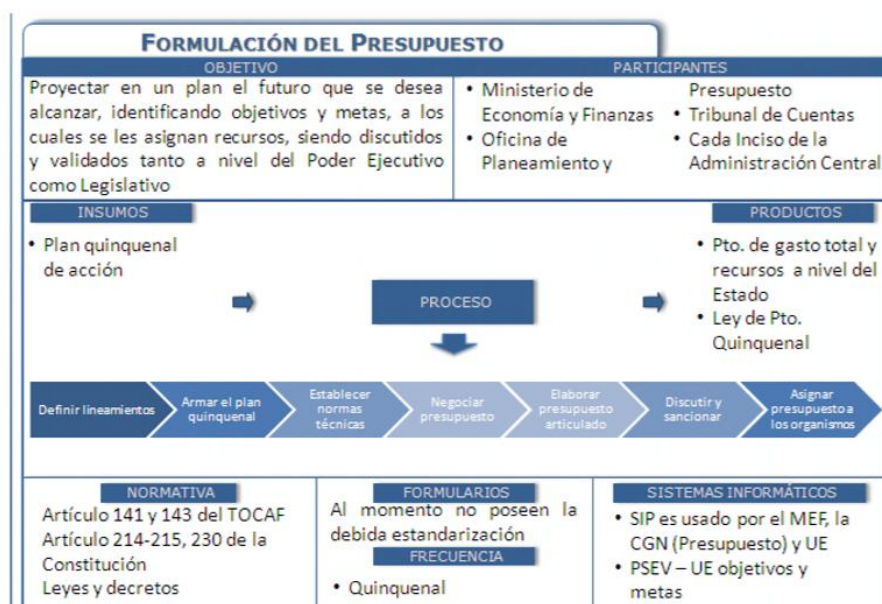 FORMULACIÓN DEL PRESUPUESTO
OBJETIVO
Proyectar en un plan el futuro que se desea
alcanzar, identificando objetivos y metas, a los
cuales se les asignan recursos, siendo discutidos
y validados tanto a nivel del Poder Ejecutivo
como Legislativo
PARTICIPANTES
• Ministerio de
Economía y Finanzas
• Oficina de
Planeamiento y
Presupuesto
• Tribunal de Cuentas
• Cada Inciso de la
Administración Central
INSUMOS
• Plan quinquenal
de acción
PROCESO
PRODUCTOS
• Pto. de gasto total y
recursos a nivel del
Estado
• Ley de Pto.
Quinquenal
Definir lineamientos
Armar el plan
quinquenal
Establecer
normas
técnicas
Negociar
presupuesto
Elaborar
presupuesto
articulado
Discutir y
sancionar
Asignar
presupuesto a
los organismos
NORMATIVA
Artículo 141 y 143 del TOCAF
Artículo 214-215, 230 de la
Constitución
Leyes y decretos
FORMULARIOS
Al momento no poseen la
debida estandarización
FRECUENCIA
• Quinquenal
SISTEMAS INFORMÁTICOS
• SIP es usado por el MEF, la
CGN (Presupuesto) y UE
• PSEV – UE objetivos y
metas